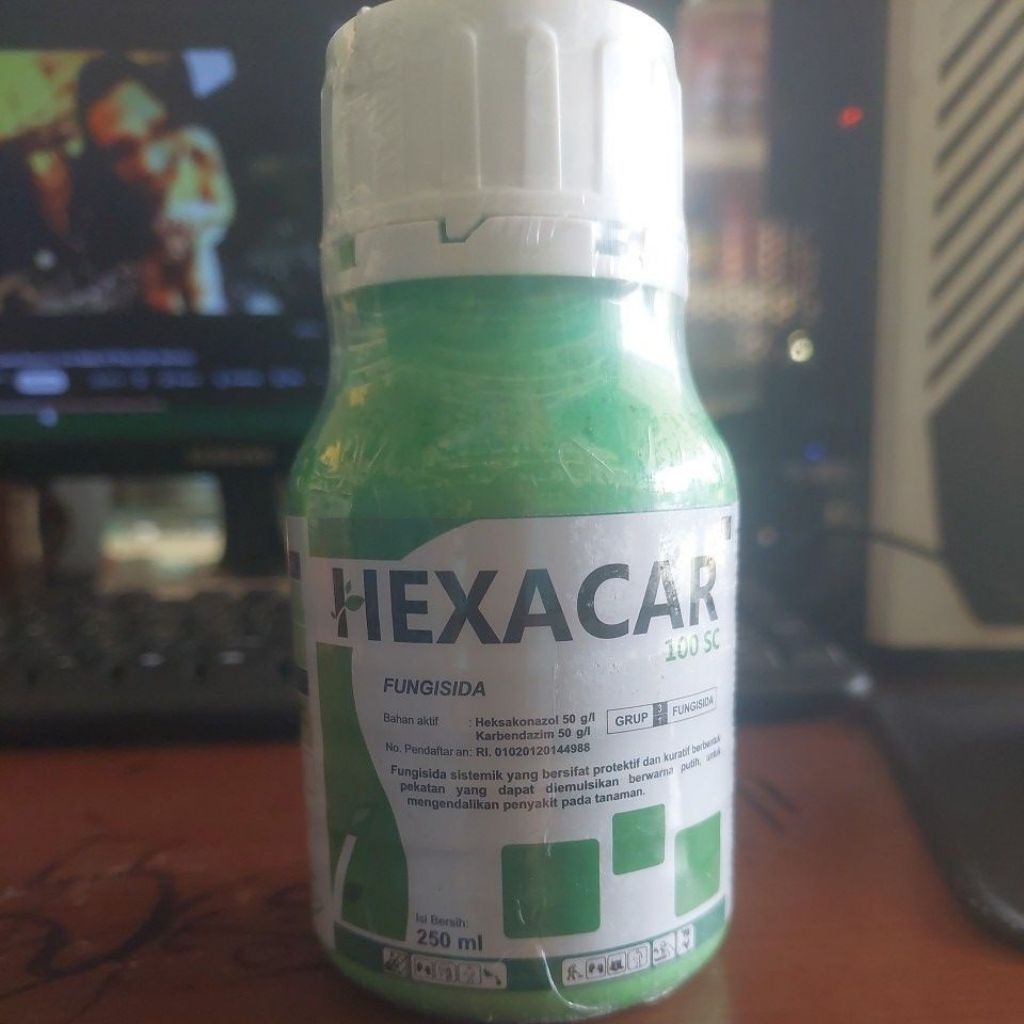 HEXACAR
100 SC
FUNGISIDA
Bahan aktif : Heksakonazol 50 g/l
Karbendazim 50 g/l
GRUP 3 1 FUNGISIDA
No. Pendaftaran: RI. 01020120144988
Fungisida sistemik yang bersifat protektif dan kuratif berbentuk
pekatan yang dapat diemulsikan berwarna putih, untuk
mengendalikan penyakit pada tanaman.
Isi Bersih:
250 ml